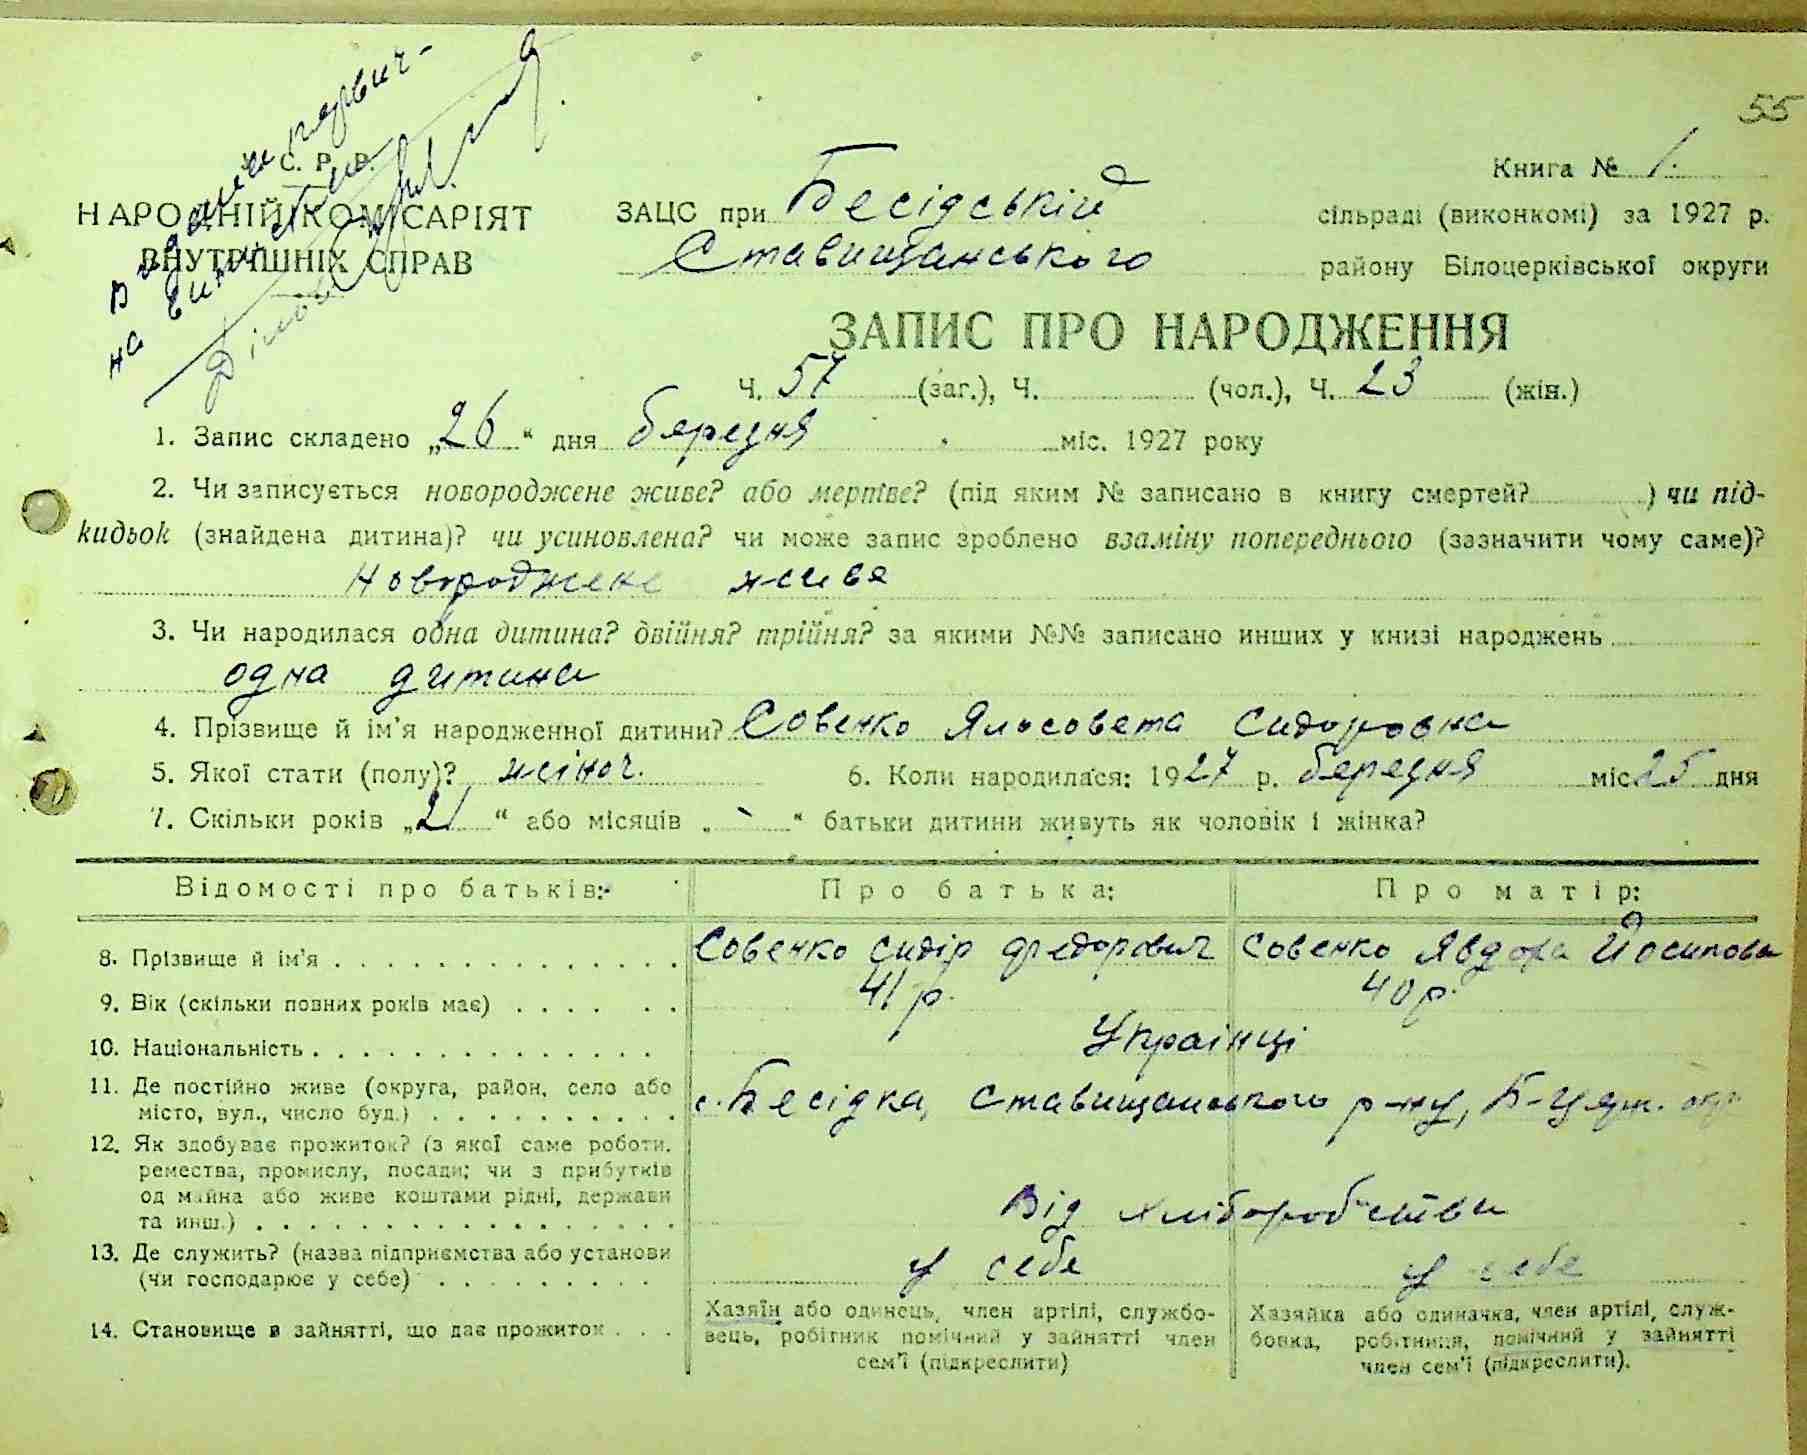 55
У. С. Р. Р.
НАРОДНІЙ КОМІСАРІЯТ
ВНУТРІШНІХ СПРАВ
Книга № 1.
ЗАЦС при Бесідській сільраді (виконкомі) за 1927 р.
Ставищанського району Білоцерківської округи
ЗАПИС ПРО НАРОДЖЕННЯ
Ч. 57 (заг.), Ч. (чол.), Ч. 23 (жін.)
1. Запис складено „26“ дня березня міс. 1927 року
2. Чи записується новороджене живе? або мертве? (під яким № записано в книгу смертей? ) чи під-
кидьок (знайдена дитина)? чи усиновлена? чи може запис зроблено взаміну попереднього (зазначити чому саме)?
Новороджене живе
3. Чи народилася одна дитина? двійня? трійня? за якими №№ записано инших у книзі народжень
одна дитина
4. Прізвище й ім'я народженної дитини? Совенко Яльсовета Сидоровна
5. Якої стати (полу)? жіноч. 6. Коли народилася: 1927 р. березня міс. 25 дня
7. Скільки років „21“ або місяців „-“ батьки дитини живуть як чоловік і жінка?
Відомості про батьків: Про батька: Про матір:
8. Прізвище й ім'я Совенко Сидір Федорович Совенко Явдоха Йосипова
9. Вік (скільки повних років має) 41 р. 40 р.
10. Національність Українці
11. Де постійно живе (округа, район, село або
місто, вул., число буд.) с. Бесідка, Ставищанського р-ну, Б-Церк. окр.
12. Як здобуває прожиток? (з якої саме роботи,
ремества, промислу, посади; чи з прибутків
од майна або живе коштами рідні, держави
та инш.) Від хліборобства
13. Де служить? (назва підприємства або установи
(чи господарює у себе) у себе у себе
14. Становище в зайнятті, що дає прожиток
Хазяїн або одинець, член артілі, службо-
вець, робітник помічний у зайнятті член
сем'ї (підкреслити)
Хазяйка або одиначка, член артілі, служ-
бовка, робітниця, помічний у зайнятті
член сем'ї (підкреслити).